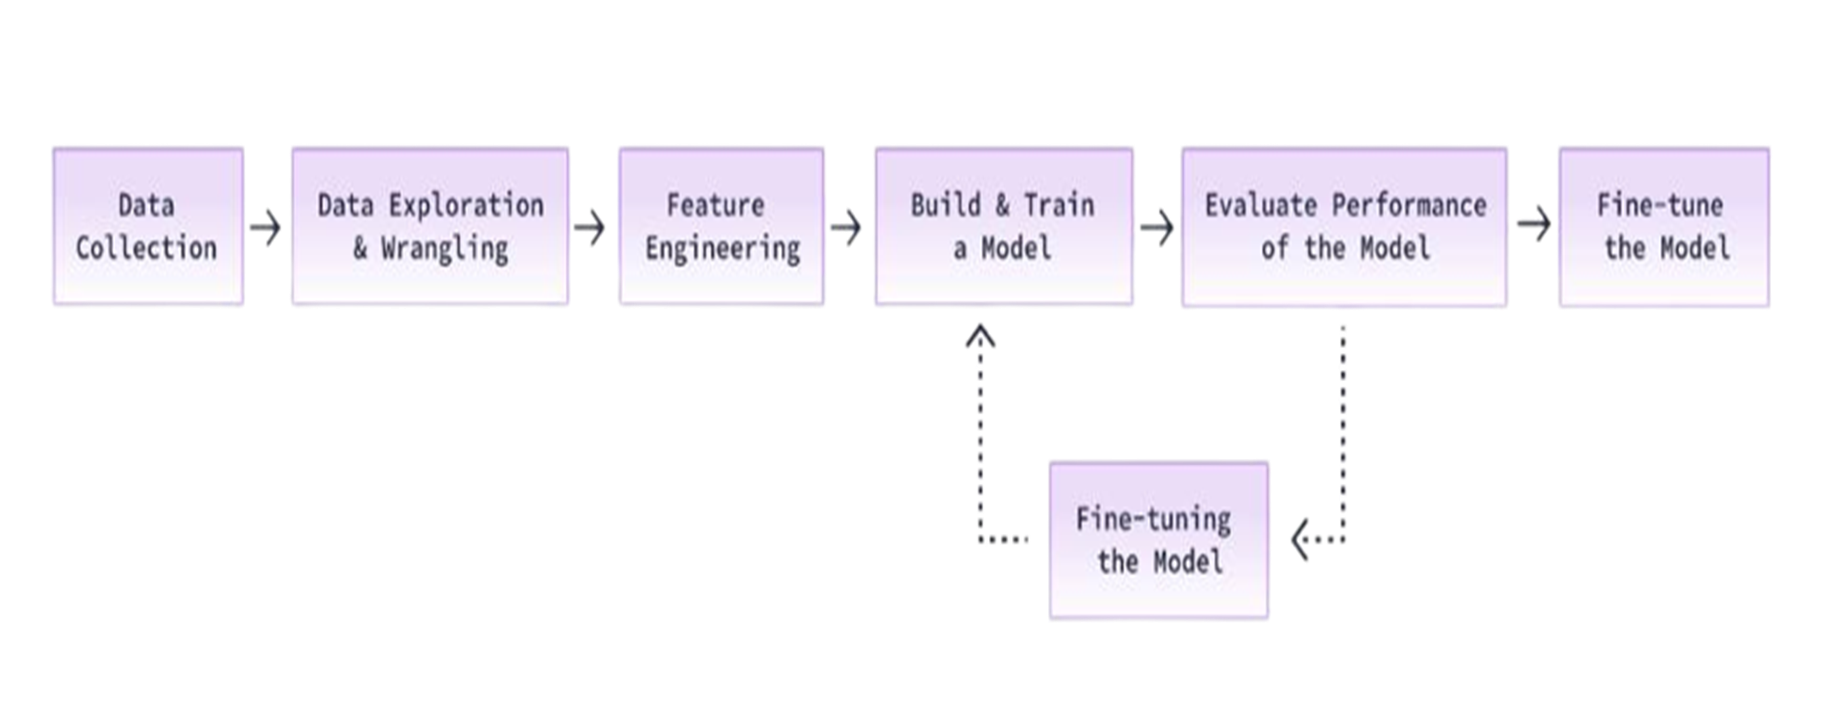 Data
Collection
Data Exploration
& Wrangling
Feature
Engineering
Build & Train
a Model
Evaluate Performance
of the Model
Fine-tune
the Model
Fine-tuning
the Model